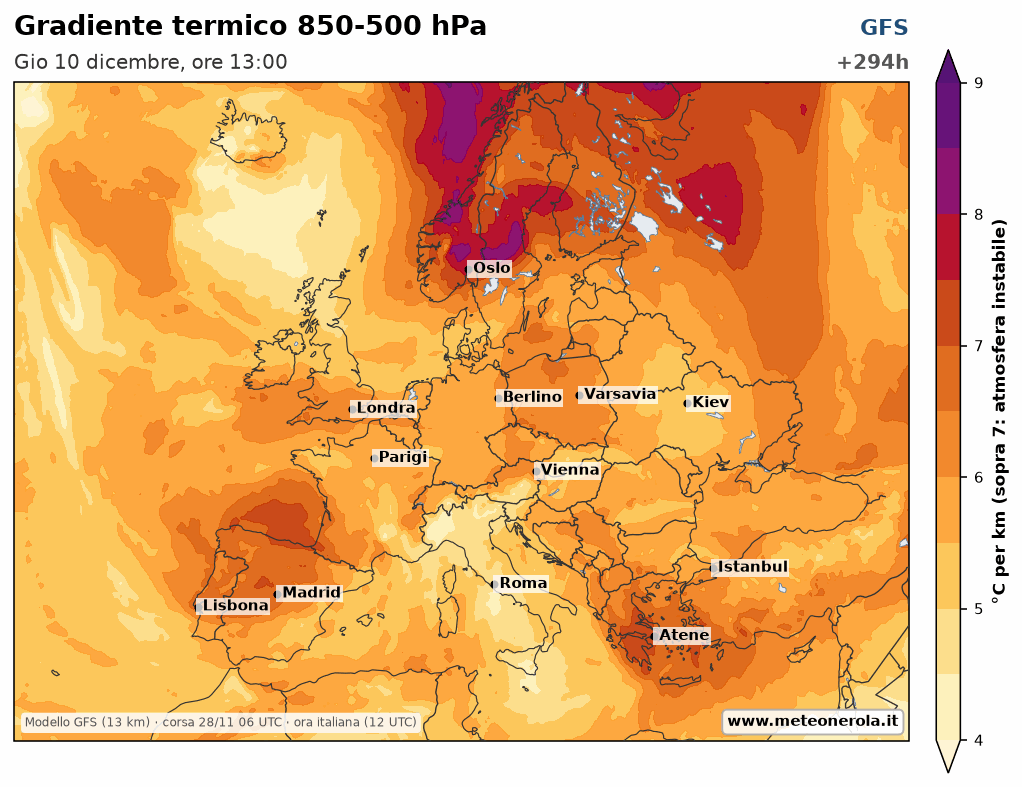 Gradiente termico 850-500 hPa
GFS
Gio 10 dicembre, ore 13:00
+294h
Oslo
Berlino
Varsavia
Kiev
Londra
Parigi
Vienna
Istanbul
Roma
Madrid
Lisbona
Atene
Modello GFS (13 km) · corsa 28/11 06 UTC · ora italiana (12 UTC)
www.meteonerola.it
9
8
7
6
5
4
°C per km (sopra 7: atmosfera instabile)